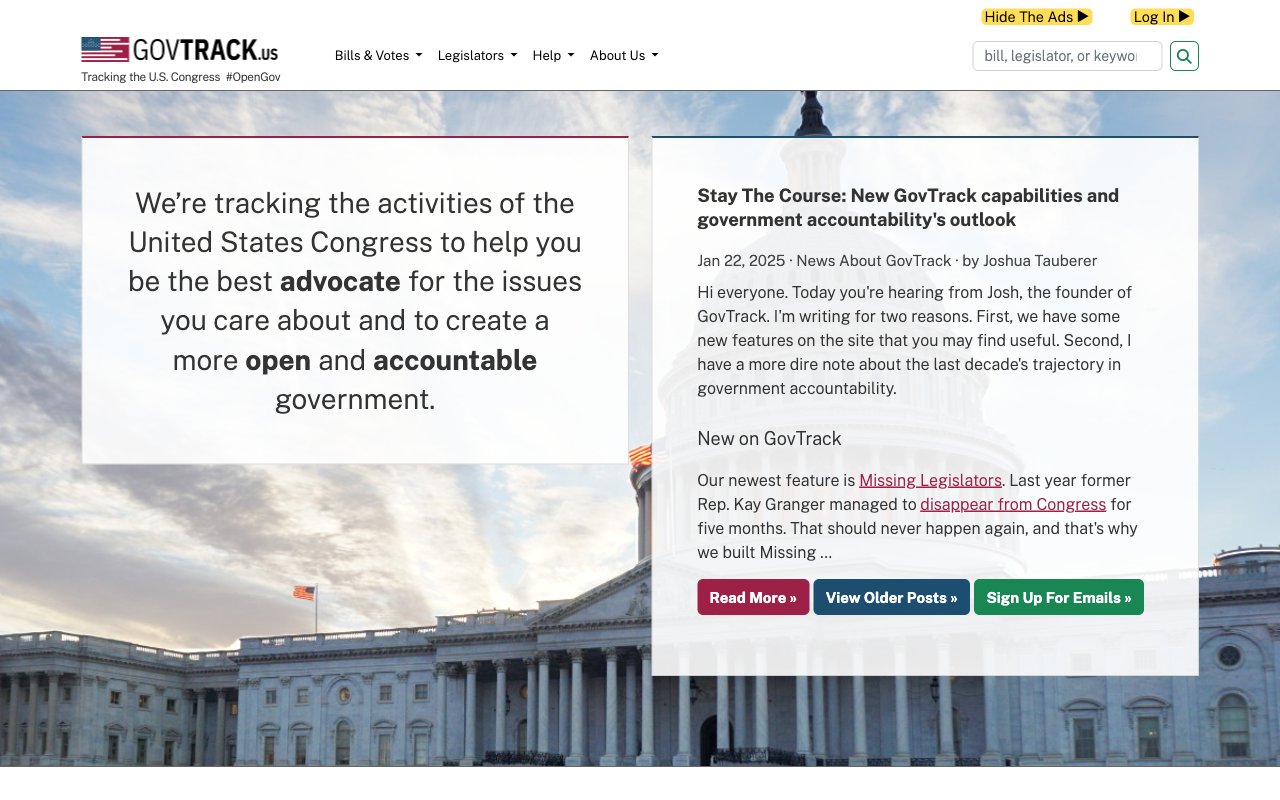 Hide The Ads
Log In
GOVTRACK.US
Tracking the U.S. Congress #OpenGov
Bills & Votes
Legislators
Help
About Us
bill, legislator, or keywor
We’re tracking the activities of the
United States Congress to help you
be the best advocate for the issues
you care about and to create a
more open and accountable
government.
Stay The Course: New GovTrack capabilities and
government accountability's outlook
Jan 22, 2025 · News About GovTrack · by Joshua Tauberer
Hi everyone. Today you're hearing from Josh, the founder of
GovTrack. I'm writing for two reasons. First, we have some
new features on the site that you may find useful. Second, I
have a more dire note about the last decade's trajectory in
government accountability.
New on GovTrack
Our newest feature is Missing Legislators. Last year former
Rep. Kay Granger managed to disappear from Congress for
five months. That should never happen again, and that's why
we built Missing ...
Read More »
View Older Posts »
Sign Up For Emails »